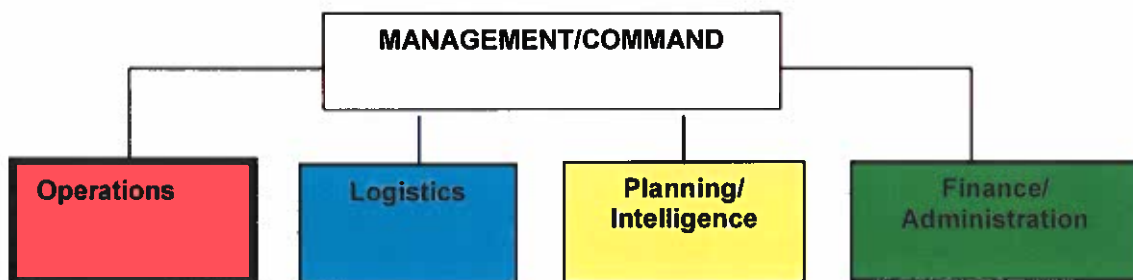 MANAGEMENT/COMMAND
Operations
Logistics
Planning/
Intelligence
Finance/
Administration